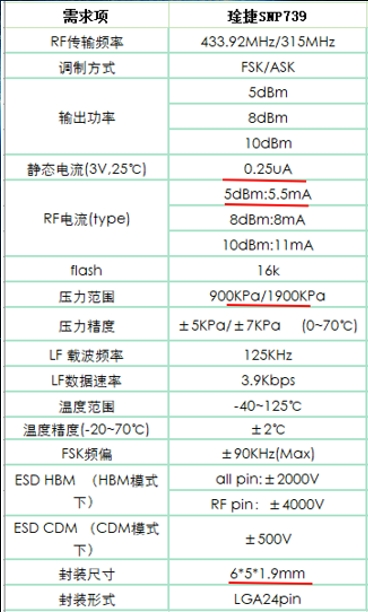 需求项 琻捷SNP739
RF传输频率 433.92MHz/315MHz
调制方式 FSK/ASK
输出功率 5dBm
8dBm
10dBm
静态电流(3V,25℃) 0.25uA
RF电流(type) 5dBm:5.5mA
8dBm:8mA
10dBm:11mA
flash 16k
压力范围 900KPa/1900KPa
压力精度 ±5KPa/±7KPa (0~70℃)
LF 载波频率 125KHz
LF数据速率 3.9Kbps
温度范围 -40~125℃
温度精度(-20~70℃) ±2℃
FSK频偏 ±90KHz(Max)
ESD HBM （HBM模式
下） all pin:±2000V
RF pin: ±4000V
ESD CDM （CDM模式
下） ±500V
封装尺寸 6*5*1.9mm
封装形式 LGA24pin